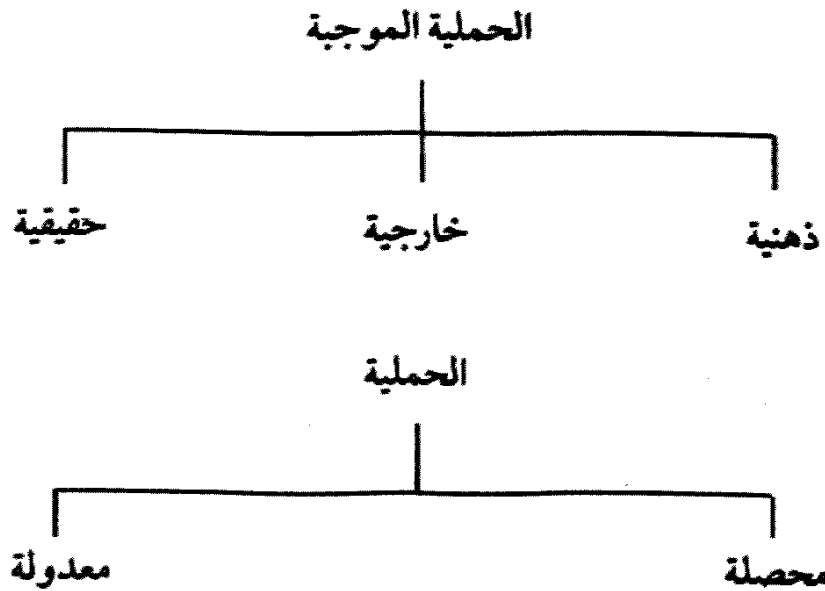 الحملية الموجبة
ذهنية خارجية حقيقية
الحملية
محصلة معدولة